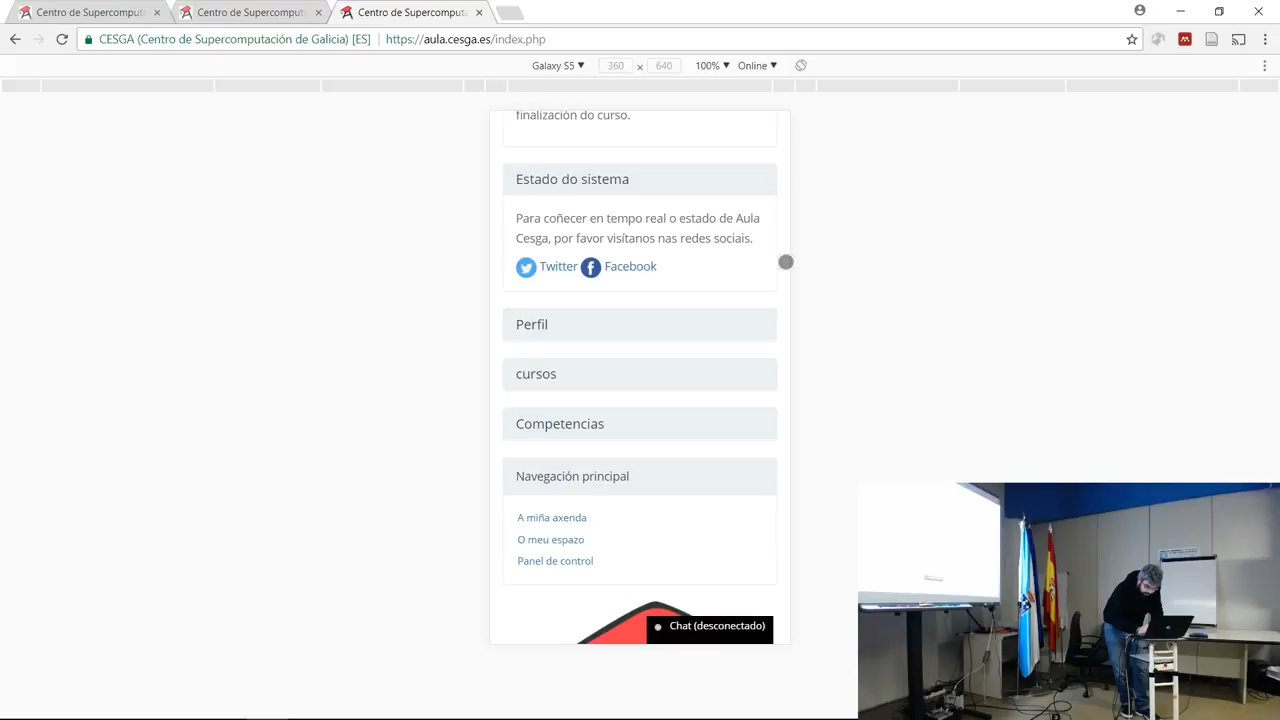 Centro de Supercomputa
Centro de Supercomput
Centro de Supercomputa
CESGA (Centro de Supercomputación de Galicia) [ES]
https://aula.cesga.es/index.php
Galaxy S5 ▼ 360 x 640 100% ▼ Online ▼
finalización do curso.
Estado do sistema
Para coñecer en tempo real o estado de Aula
Cesga, por favor visítanos nas redes sociais.
Twitter Facebook
Perfil
cursos
Competencias
Navegación principal
A miña axenda
O meu espazo
Panel de control
Chat (desconectado)